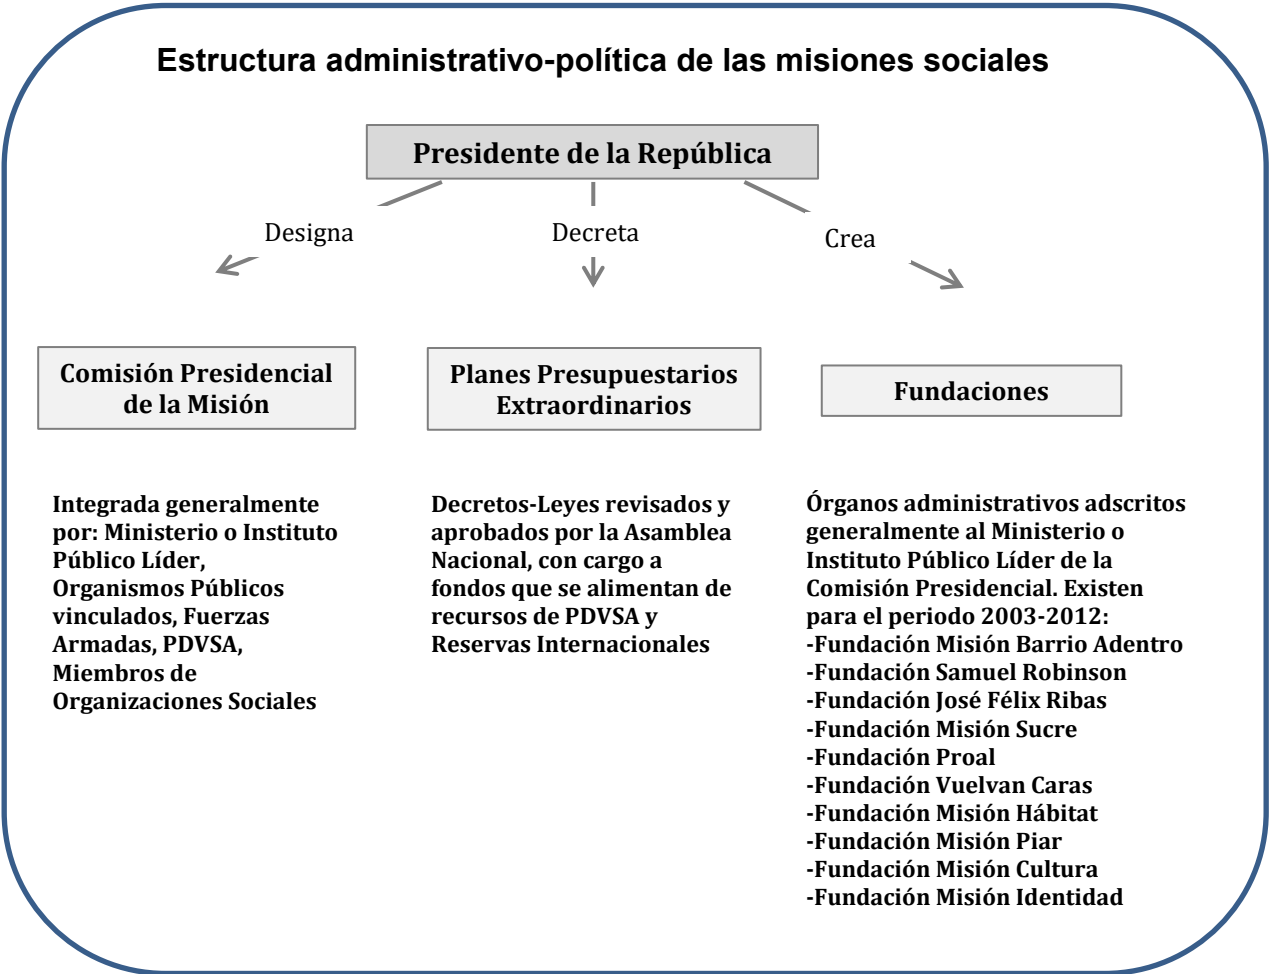 Estructura administrativo-política de las misiones sociales
Presidente de la República
Designa
Decreta
Crea
Comisión Presidencial
de la Misión
Planes Presupuestarios
Extraordinarios
Fundaciones
Integrada generalmente
por: Ministerio o Instituto
Público Líder,
Organismos Públicos
vinculados, Fuerzas
Armadas, PDVSA,
Miembros de
Organizaciones Sociales
Decretos-Leyes revisados y
aprobados por la Asamblea
Nacional, con cargo a
fondos que se alimentan de
recursos de PDVSA y
Reservas Internacionales
Órganos administrativos adscritos
generalmente al Ministerio o
Instituto Público Líder de la
Comisión Presidencial. Existen
para el periodo 2003-2012:
-Fundación Misión Barrio Adentro
-Fundación Samuel Robinson
-Fundación José Félix Ribas
-Fundación Misión Sucre
-Fundación Proal
-Fundación Vuelvan Caras
-Fundación Misión Hábitat
-Fundación Misión Piar
-Fundación Misión Cultura
-Fundación Misión Identidad